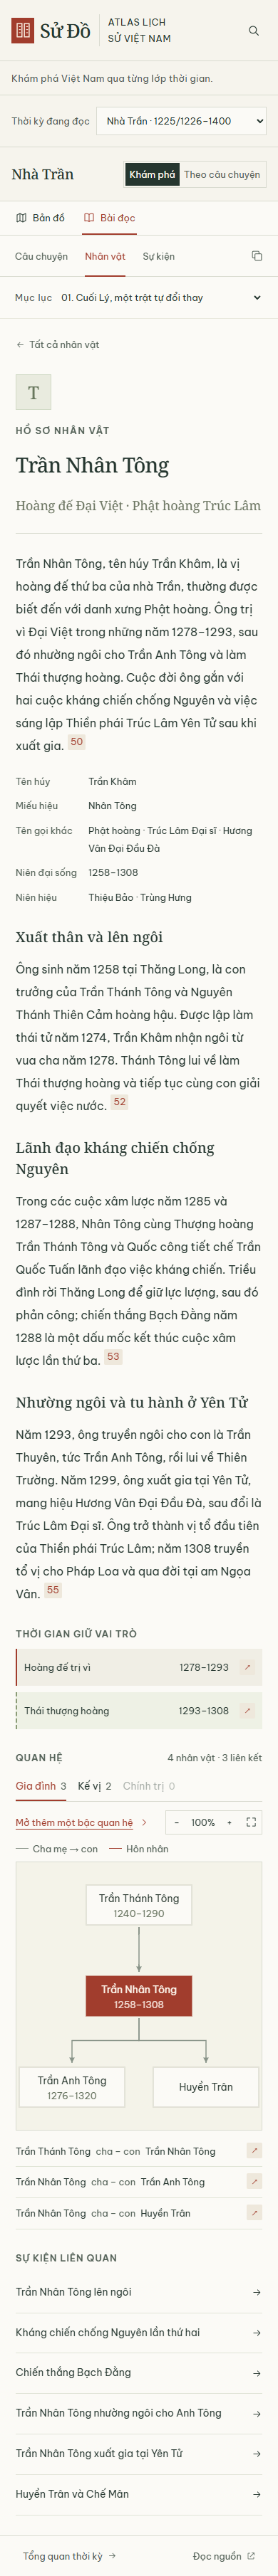 Sử Đồ
ATLAS LỊCH
SỬ VIỆT NAM
Khám phá Việt Nam qua từng lớp thời gian.
Thời kỳ đang đọc
Nhà Trần · 1225/1226–1400
Nhà Trần
Khám phá
Theo câu chuyện
Bản đồ
Bài đọc
Câu chuyện
Nhân vật
Sự kiện
Mục lục
01. Cuối Lý, một trật tự đổi thay
← Tất cả nhân vật
T
HỒ SƠ NHÂN VẬT
Trần Nhân Tông
Hoàng đế Đại Việt · Phật hoàng Trúc Lâm
Trần Nhân Tông, tên húy Trần Khâm, là vị
hoàng đế thứ ba của nhà Trần, thường được
biết đến với danh xưng Phật hoàng. Ông trị
vì Đại Việt trong những năm 1278–1293, sau
đó nhường ngôi cho Trần Anh Tông và làm
Thái thượng hoàng. Cuộc đời ông gắn với
hai cuộc kháng chiến chống Nguyên và việc
sáng lập Thiền phái Trúc Lâm Yên Tử sau khi
xuất gia. 50
Tên húy Trần Khâm
Miếu hiệu Nhân Tông
Tên gọi khác Phật hoàng · Trúc Lâm Đại sĩ · Hương
Vân Đại Đầu Đà
Niên đại sống 1258–1308
Niên hiệu Thiệu Bảo · Trùng Hưng
Xuất thân và lên ngôi
Ông sinh năm 1258 tại Thăng Long, là con
trưởng của Trần Thánh Tông và Nguyên
Thánh Thiên Cảm hoàng hậu. Được lập làm
thái tử năm 1274, Trần Khâm nhận ngôi từ
vua cha năm 1278. Thánh Tông lui về làm
Thái thượng hoàng và tiếp tục cùng con giải
quyết việc nước. 52
Lãnh đạo kháng chiến chống
Nguyên
Trong các cuộc xâm lược năm 1285 và
1287–1288, Nhân Tông cùng Thượng hoàng
Trần Thánh Tông và Quốc công tiết chế Trần
Quốc Tuấn lãnh đạo việc kháng chiến. Triều
đình rời Thăng Long để giữ lực lượng, sau đó
phản công; chiến thắng Bạch Đằng năm
1288 là một dấu mốc kết thúc cuộc xâm
lược lần thứ ba. 53
Nhường ngôi và tu hành ở Yên Tử
Năm 1293, ông truyền ngôi cho con là Trần
Thuyên, tức Trần Anh Tông, rồi lui về Thiên
Trường. Năm 1299, ông xuất gia tại Yên Tử,
mang hiệu Hương Vân Đại Đầu Đà, sau đổi là
Trúc Lâm Đại sĩ. Ông trở thành vị tổ đầu tiên
của Thiền phái Trúc Lâm; năm 1308 truyền
tổ vị cho Pháp Loa và qua đời tại am Ngọa
Vân. 55
THỜI GIAN GIỮ VAI TRÒ
Hoàng đế trị vì 1278–1293 ↗
Thái thượng hoàng 1293–1308 ↗
QUAN HỆ 4 nhân vật · 3 liên kết
Gia đình 3 Kế vị 2 Chính trị 0
Mở thêm một bậc quan hệ
− 100% +
Cha mẹ → con
Hôn nhân
Trần Thánh Tông
1240–1290
Trần Nhân Tông
1258–1308
Trần Anh Tông
1276–1320
Huyền Trân
Trần Thánh Tông cha – con Trần Nhân Tông ↗
Trần Nhân Tông cha – con Trần Anh Tông ↗
Trần Nhân Tông cha – con Huyền Trân ↗
SỰ KIỆN LIÊN QUAN
Trần Nhân Tông lên ngôi →
Kháng chiến chống Nguyên lần thứ hai →
Chiến thắng Bạch Đằng →
Trần Nhân Tông nhường ngôi cho Anh Tông →
Trần Nhân Tông xuất gia tại Yên Tử →
Huyền Trân và Chế Mân →
Tổng quan thời kỳ →
Đọc nguồn